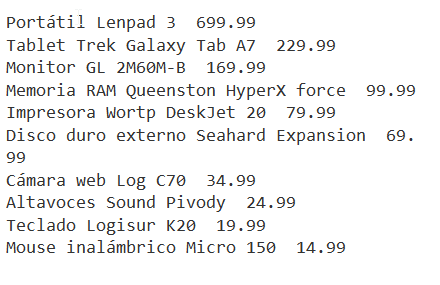 Portátil Lenpad 3  699.99
Tablet Trek Galaxy Tab A7  229.99
Monitor GL 2M60M-B  169.99
Memoria RAM Queenston HyperX force  99.99
Impresora Wortp DeskJet 20  79.99
Disco duro externo Seahard Expansion  69.
99
Cámara web Log C70  34.99
Altavoces Sound Pivody  24.99
Teclado Logisur K20  19.99
Mouse inalámbrico Micro 150  14.99